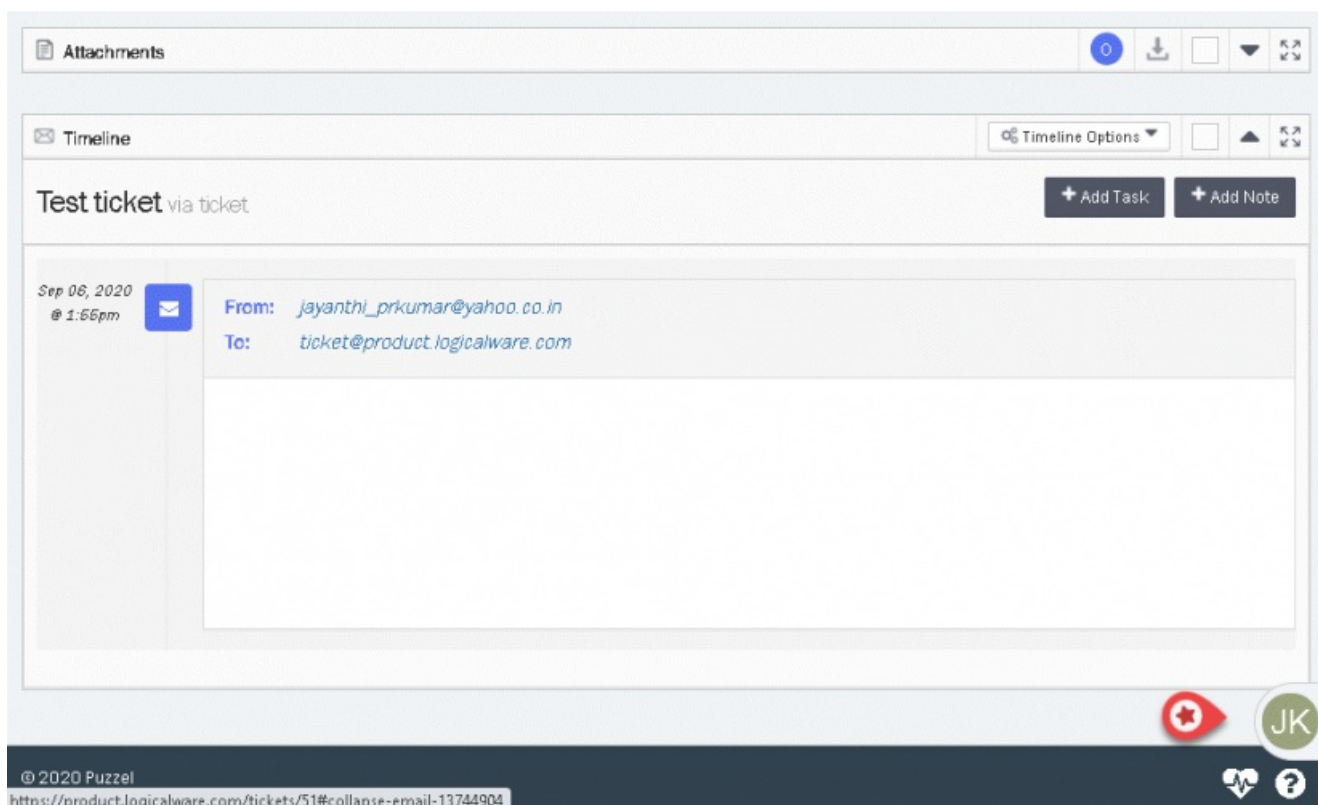 Attachments
0
Timeline
Timeline Options
Test ticket via ticket
+ Add Task
+ Add Note
Sep 06, 2020
@ 1:55pm
From: jayanthi_prkumar@yahoo.co.in
To: ticket@product.logicalware.com
JK
© 2020 Puzzel
https://product.logicalware.com/tickets/51#collapse-email-13744904